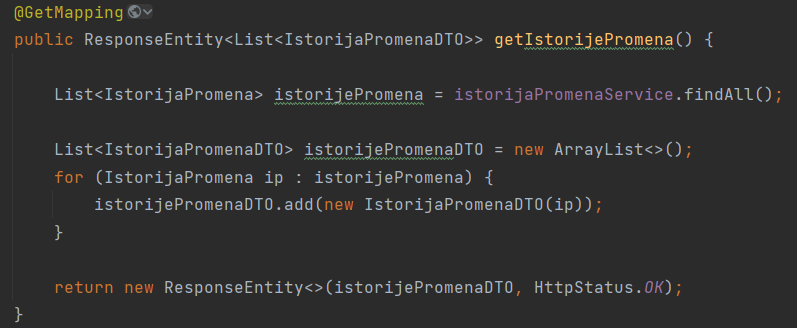 @GetMapping
public ResponseEntity<List<IstorijaPromenaDTO>> getIstorijePromena() {
List<IstorijaPromena> istorijePromena = istorijaPromenaService.findAll();
List<IstorijaPromenaDTO> istorijePromenaDTO = new ArrayList<>();
for (IstorijaPromena ip : istorijePromena) {
istorijePromenaDTO.add(new IstorijaPromenaDTO(ip));
}
return new ResponseEntity<>(istorijePromenaDTO, HttpStatus.OK);
}